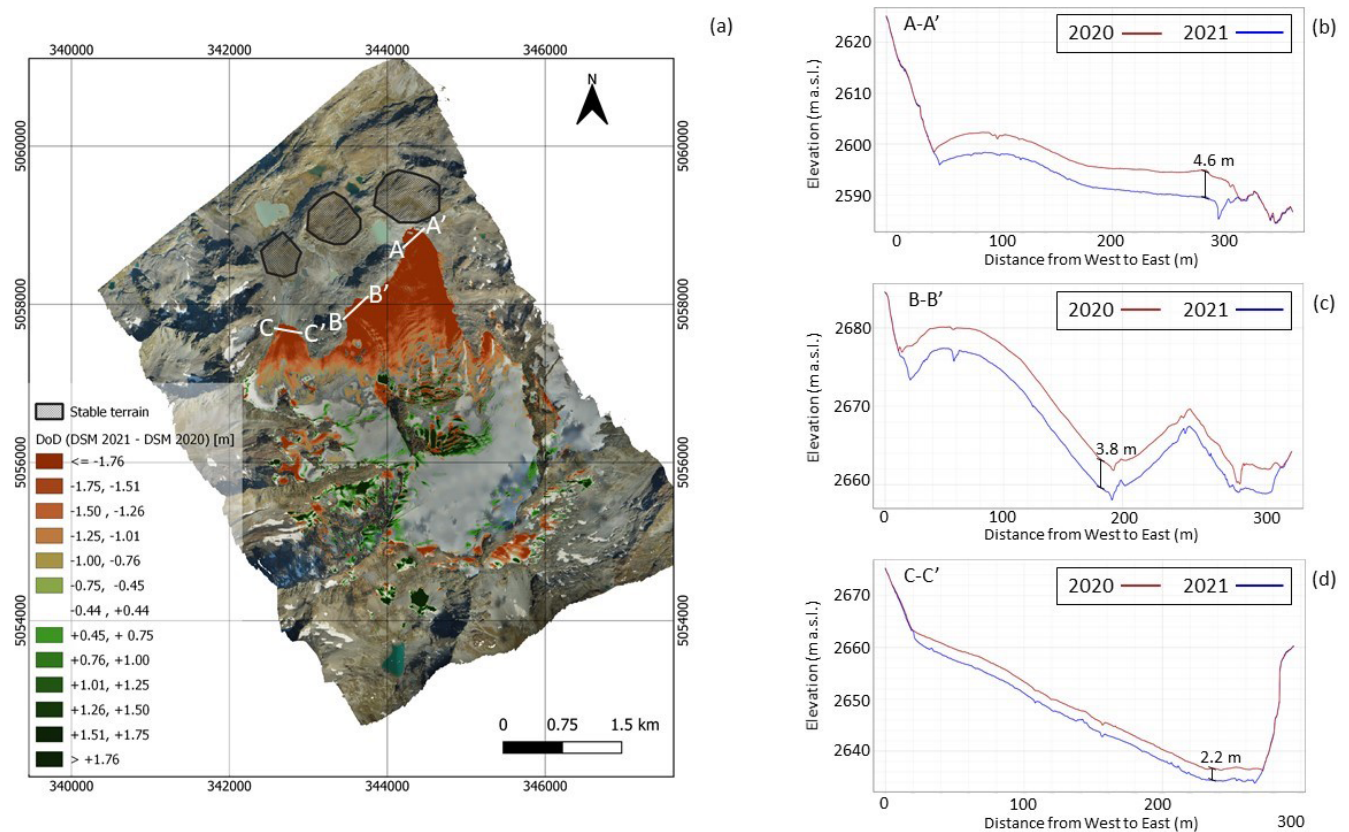 (a)
340000 342000 344000 346000
N
5060000 5060000
5058000 5058000
5056000 5056000
5054000 5054000
A A'
B B'
C C'
Stable terrain
DoD (DSM 2021 - DSM 2020) [m]
<= -1.76
-1.75, -1.51
-1.50 , -1.26
-1.25, -1.01
-1.00, -0.76
-0.75, -0.45
-0.44, +0.44
+0.45, + 0.75
+0.76, +1.00
+1.01, +1.25
+1.26, +1.50
+1.51, +1.75
> +1.76
0 0.75 1.5 km
340000 342000 344000 346000
A-A'
2020 2021
(b)
Elevation (m a.s.l.)
2620
2610
2600
2590
4.6 m
0 100 200 300
Distance from West to East (m)
B-B'
2020 2021
(c)
Elevation (m a.s.l.)
2680
2670
2660
3.8 m
0 100 200 300
Distance from West to East (m)
C-C'
2020 2021
(d)
Elevation (m a.s.l.)
2670
2660
2650
2640
2.2 m
0 100 200 300
Distance from West to East (m)